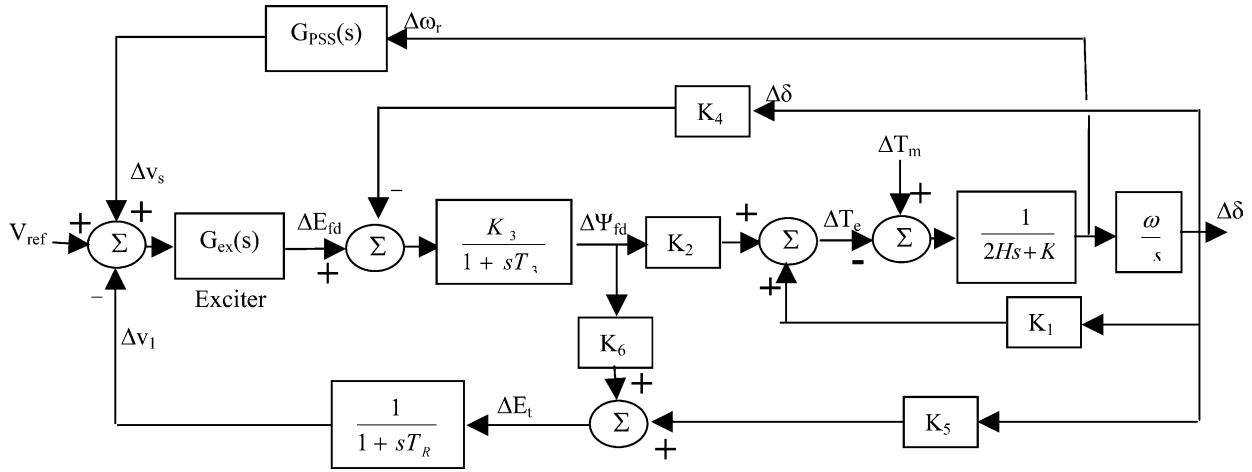 G_PSS(s)
Δω_r
K_4
Δδ
ΔT_m
Δv_s
+
+
−
+
V_ref
Σ
G_ex(s)
ΔE_fd
Σ
K_3
1 + sT_3
ΔΨ_fd
K_2
+
Σ
ΔT_e
Σ
1
2Hs+K
ω
s
Δδ
−
Exciter
+
-
+
Δv_1
K_6
K_1
+
1
1 + sT_R
ΔE_t
Σ
K_5
+